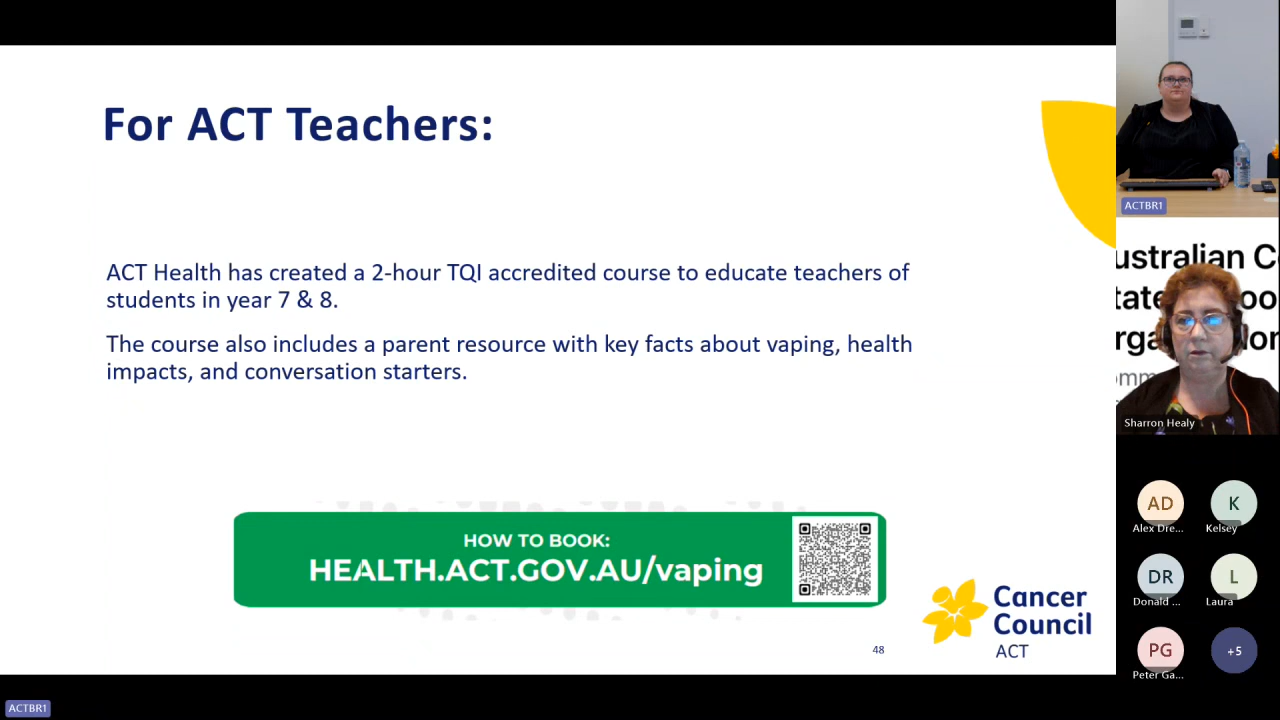 For ACT Teachers:
ACT Health has created a 2-hour TQI accredited course to educate teachers of
students in year 7 & 8.
The course also includes a parent resource with key facts about vaping, health
impacts, and conversation starters.
HOW TO BOOK:
HEALTH.ACT.GOV.AU/vaping
Cancer
Council
ACT
48
ACTBR1
ustralian C
Sharron Healy
AD
Alex Dre...
K
Kelsey
DR
Donald ...
L
Laura
PG
Peter Ga...
+5
ACTBR1